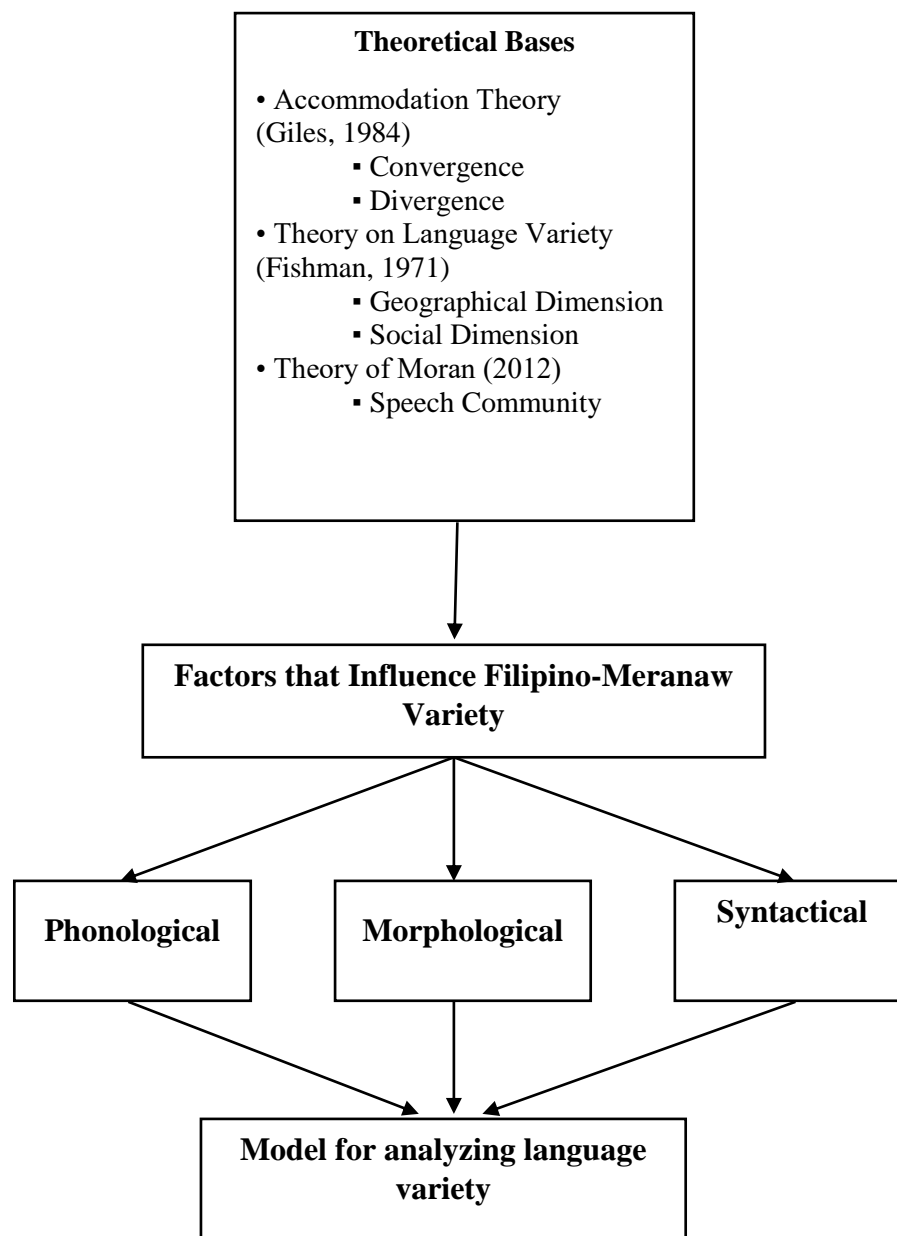 Theoretical Bases
• Accommodation Theory
(Giles, 1984)
▪ Convergence
▪ Divergence
• Theory on Language Variety
(Fishman, 1971)
▪ Geographical Dimension
▪ Social Dimension
• Theory of Moran (2012)
▪ Speech Community
Factors that Influence Filipino-Meranaw
Variety
Phonological
Morphological
Syntactical
Model for analyzing language
variety